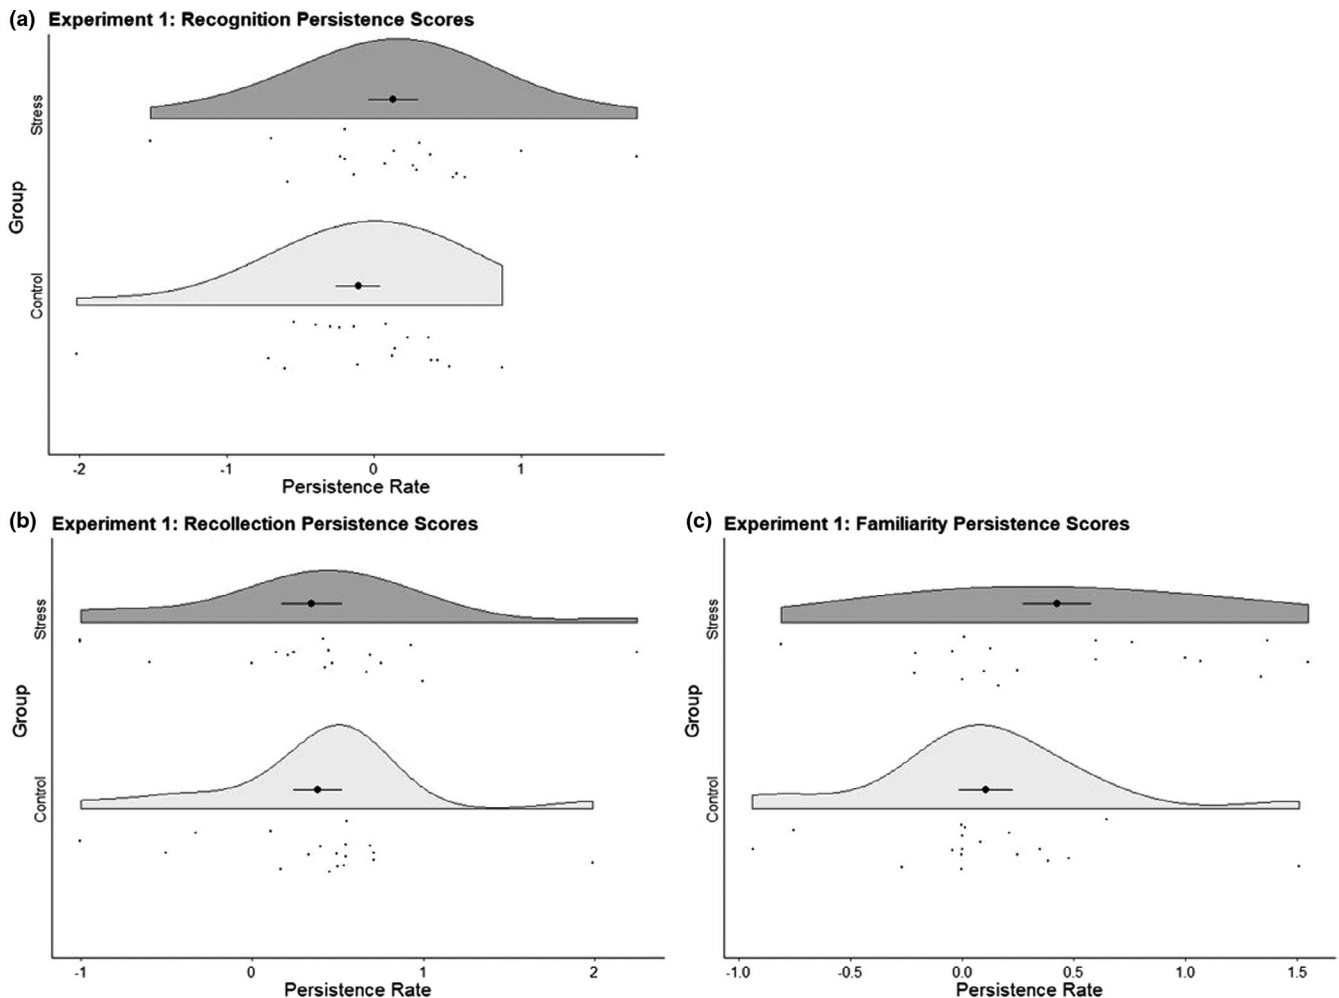 (a) Experiment 1: Recognition Persistence Scores
Group
Stress
Control
-2 -1 0 1
Persistence Rate
(b) Experiment 1: Recollection Persistence Scores
Group
Stress
Control
-1 0 1 2
Persistence Rate
(c) Experiment 1: Familiarity Persistence Scores
Group
Stress
Control
-1.0 -0.5 0.0 0.5 1.0 1.5
Persistence Rate